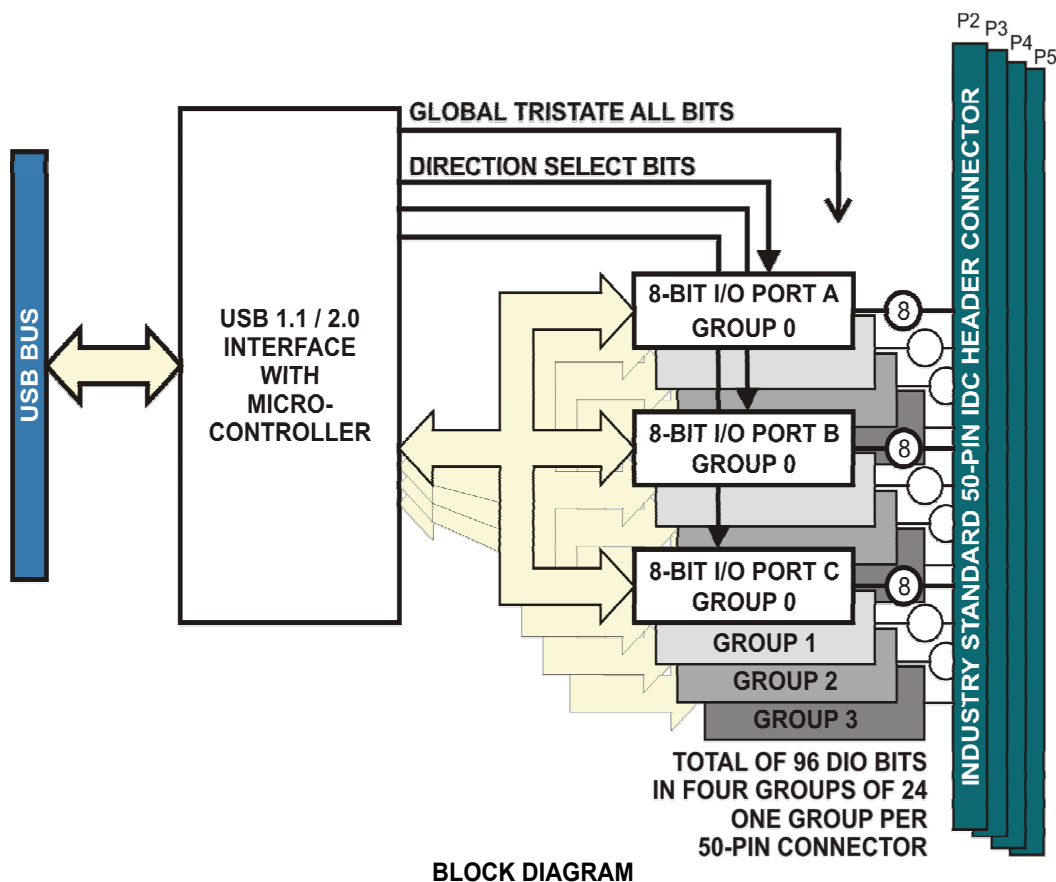 P2
P3
P4
P5
GLOBAL TRISTATE ALL BITS
DIRECTION SELECT BITS
USB BUS
USB 1.1 / 2.0
INTERFACE
WITH
MICRO-
CONTROLLER
8-BIT I/O PORT A
GROUP 0
8
8-BIT I/O PORT B
GROUP 0
8
8-BIT I/O PORT C
GROUP 0
8
GROUP 1
GROUP 2
GROUP 3
INDUSTRY STANDARD 50-PIN IDC HEADER CONNECTOR
TOTAL OF 96 DIO BITS
IN FOUR GROUPS OF 24
ONE GROUP PER
50-PIN CONNECTOR
BLOCK DIAGRAM